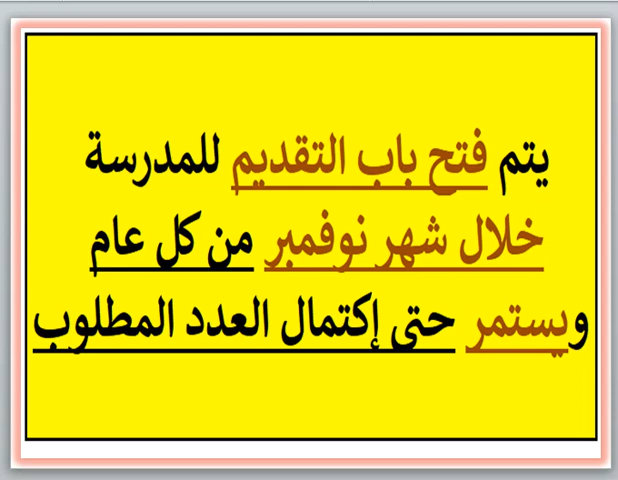 يتم فتح باب التقديم للمدرسة
خلال شهر نوفمبر من كل عام
ويستمر حتى إكتمال العدد المطلوب